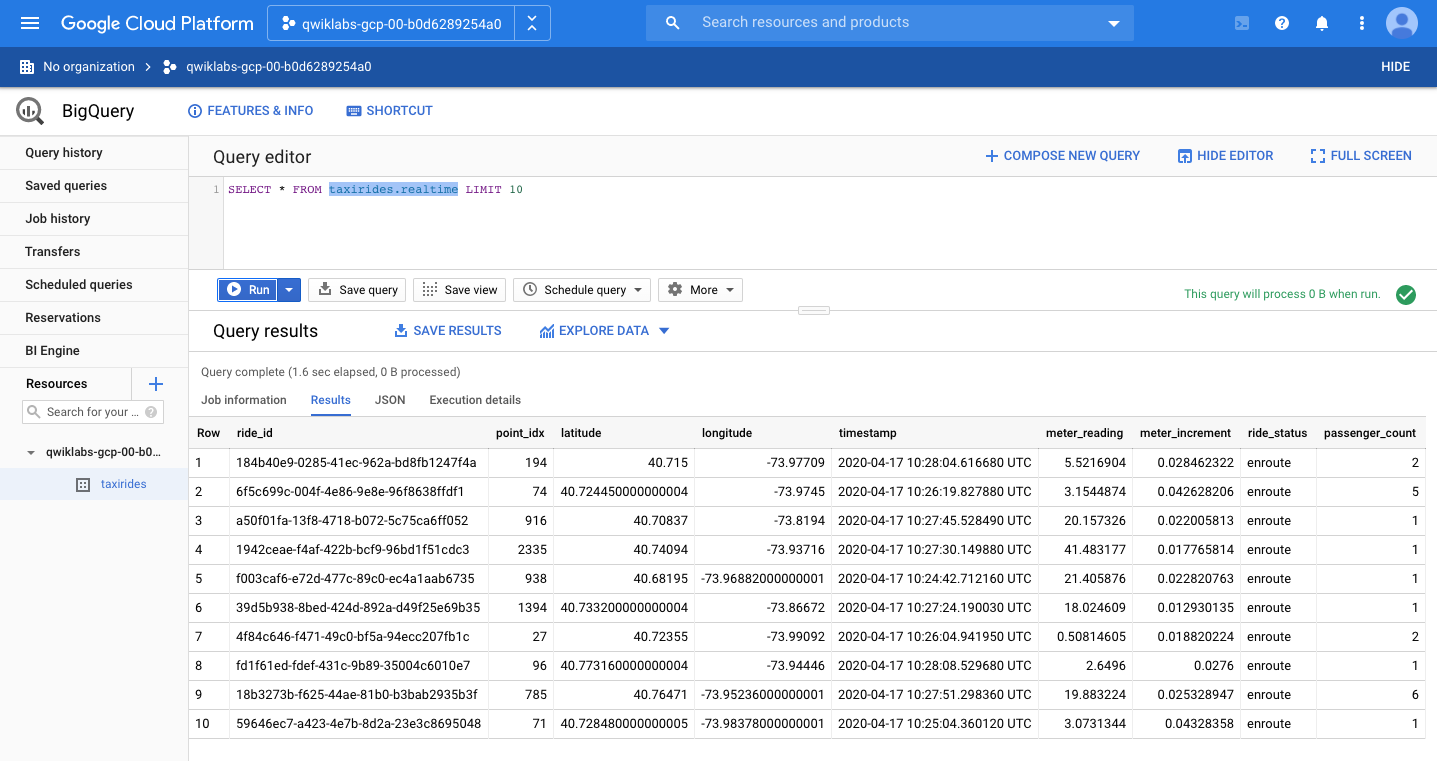 Google Cloud Platform qwiklabs-gcp-00-b0d6289254a0 Search resources and products
No organization qwiklabs-gcp-00-b0d6289254a0 HIDE
BigQuery FEATURES & INFO SHORTCUT
Query history
Saved queries
Job history
Transfers
Scheduled queries
Reservations
BI Engine
Resources
Search for your ...
qwiklabs-gcp-00-b0...
taxirides
Query editor COMPOSE NEW QUERY HIDE EDITOR FULL SCREEN
1 SELECT * FROM taxirides.realtime LIMIT 10
Run Save query Save view Schedule query More This query will process 0 B when run.
Query results SAVE RESULTS EXPLORE DATA
Query complete (1.6 sec elapsed, 0 B processed)
Job information Results JSON Execution details
Row ride_id point_idx latitude longitude timestamp meter_reading meter_increment ride_status passenger_count
1 184b40e9-0285-41ec-962a-bd8fb1247f4a 194 40.715 -73.97709 2020-04-17 10:28:04.616680 UTC 5.5216904 0.028462322 enroute 2
2 6f5c699c-004f-4e86-9e8e-96f8638ffdf1 74 40.724450000000004 -73.9745 2020-04-17 10:26:19.827880 UTC 3.1544874 0.042628206 enroute 5
3 a50f01fa-13f8-4718-b072-5c75ca6ff052 916 40.70837 -73.8194 2020-04-17 10:27:45.528490 UTC 20.157326 0.022005813 enroute 1
4 1942ceae-f4af-422b-bcf9-96bd1f51cdc3 2335 40.74094 -73.93716 2020-04-17 10:27:30.149880 UTC 41.483177 0.017765814 enroute 1
5 f003caf6-e72d-477c-89c0-ec4a1aab6735 938 40.68195 -73.96882000000001 2020-04-17 10:24:42.712160 UTC 21.405876 0.022820763 enroute 1
6 39d5b938-8bed-424d-892a-d49f25e69b35 1394 40.733200000000004 -73.86672 2020-04-17 10:27:24.190030 UTC 18.024609 0.012930135 enroute 1
7 4f84c646-f471-49c0-bf5a-94ecc207fb1c 27 40.72355 -73.99092 2020-04-17 10:26:04.941950 UTC 0.50814605 0.018820224 enroute 2
8 fd1f61ed-fdef-431c-9b89-35004c6010e7 96 40.773160000000004 -73.94446 2020-04-17 10:28:08.529680 UTC 2.6496 0.0276 enroute 1
9 18b3273b-f625-44ae-81b0-b3bab2935b3f 785 40.76471 -73.95236000000001 2020-04-17 10:27:51.298360 UTC 19.883224 0.025328947 enroute 6
10 59646ec7-a423-4e7b-8d2a-23e3c8695048 71 40.728480000000005 -73.98378000000001 2020-04-17 10:25:04.360120 UTC 3.0731344 0.04328358 enroute 1